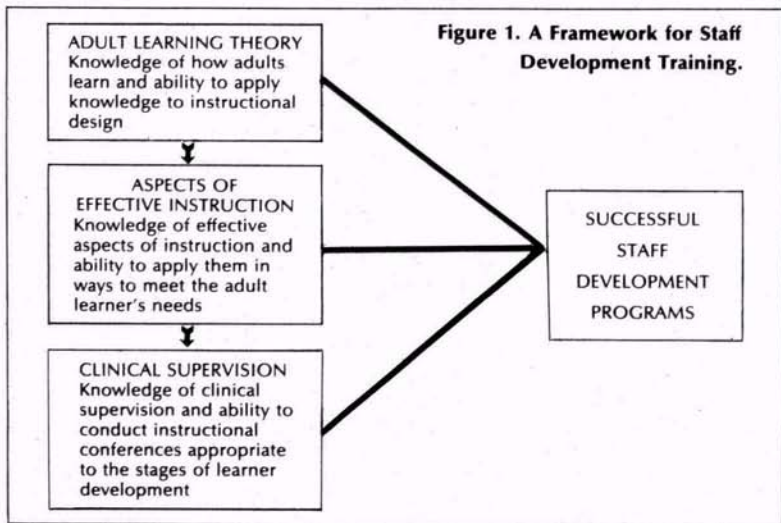 Figure 1. A Framework for Staff
Development Training.
ADULT LEARNING THEORY
Knowledge of how adults
learn and ability to apply
knowledge to instructional
design
ASPECTS OF
EFFECTIVE INSTRUCTION
Knowledge of effective
aspects of instruction and
ability to apply them in
ways to meet the adult
learner's needs
CLINICAL SUPERVISION
Knowledge of clinical
supervision and ability to
conduct instructional
conferences appropriate
to the stages of learner
development
SUCCESSFUL
STAFF
DEVELOPMENT
PROGRAMS